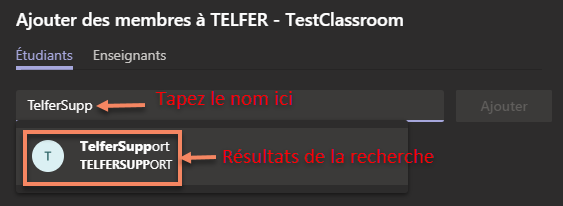 Ajouter des membres à TELFER - TestClassroom
Étudiants Enseignants
TelferSupp Tapez le nom ici Ajouter
T TelferSupport
TELFERSUPPORT
Résultats de la recherche